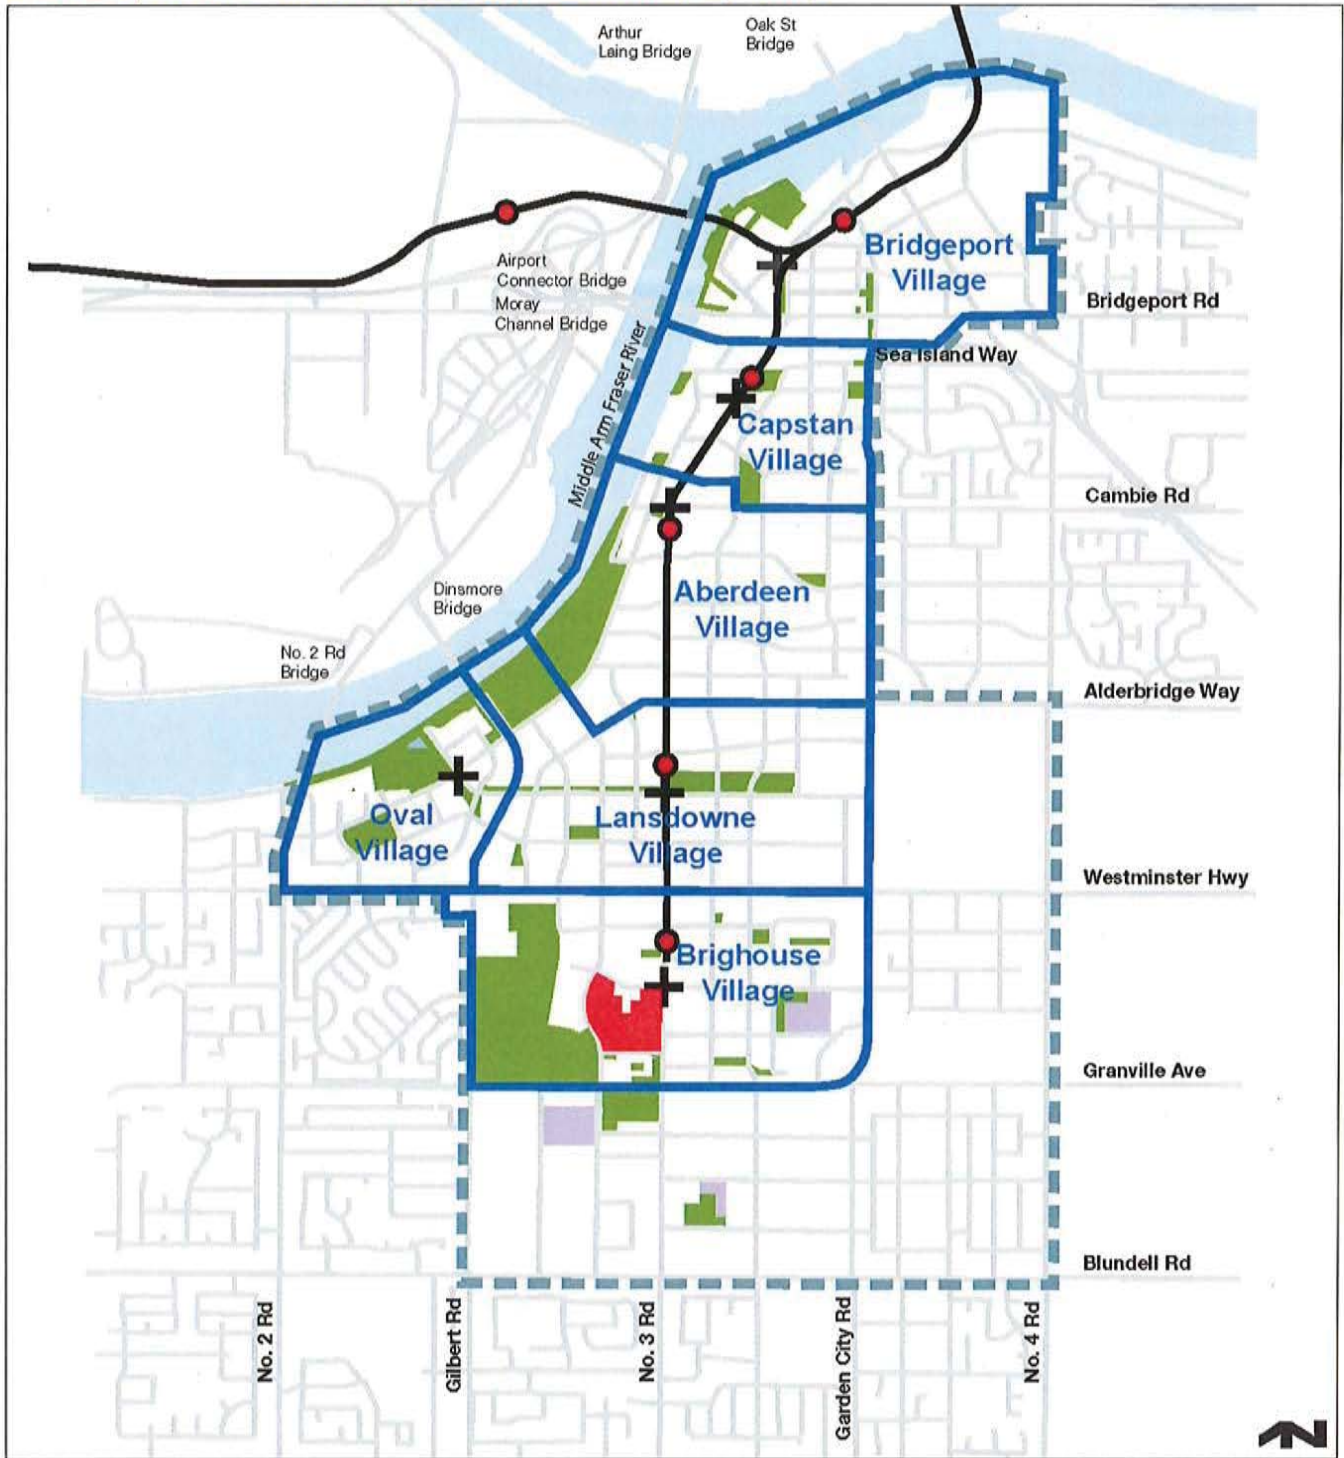 Arthur
Laing Bridge
Oak St
Bridge
Bridgeport
Village
Airport
Connector Bridge
Moray
Channel Bridge
Bridgeport Rd
Sea Island Way
Middle Arm Fraser River
Capstan
Village
Cambie Rd
Aberdeen
Village
Dinsmore
Bridge
No. 2 Rd
Bridge
Alderbridge Way
Oval
Village
Lansdowne
Village
Westminster Hwy
Brighouse
Village
Granville Ave
Blundell Rd
No. 2 Rd
Gilbert Rd
No. 3 Rd
Garden City Rd
No. 4 Rd
N